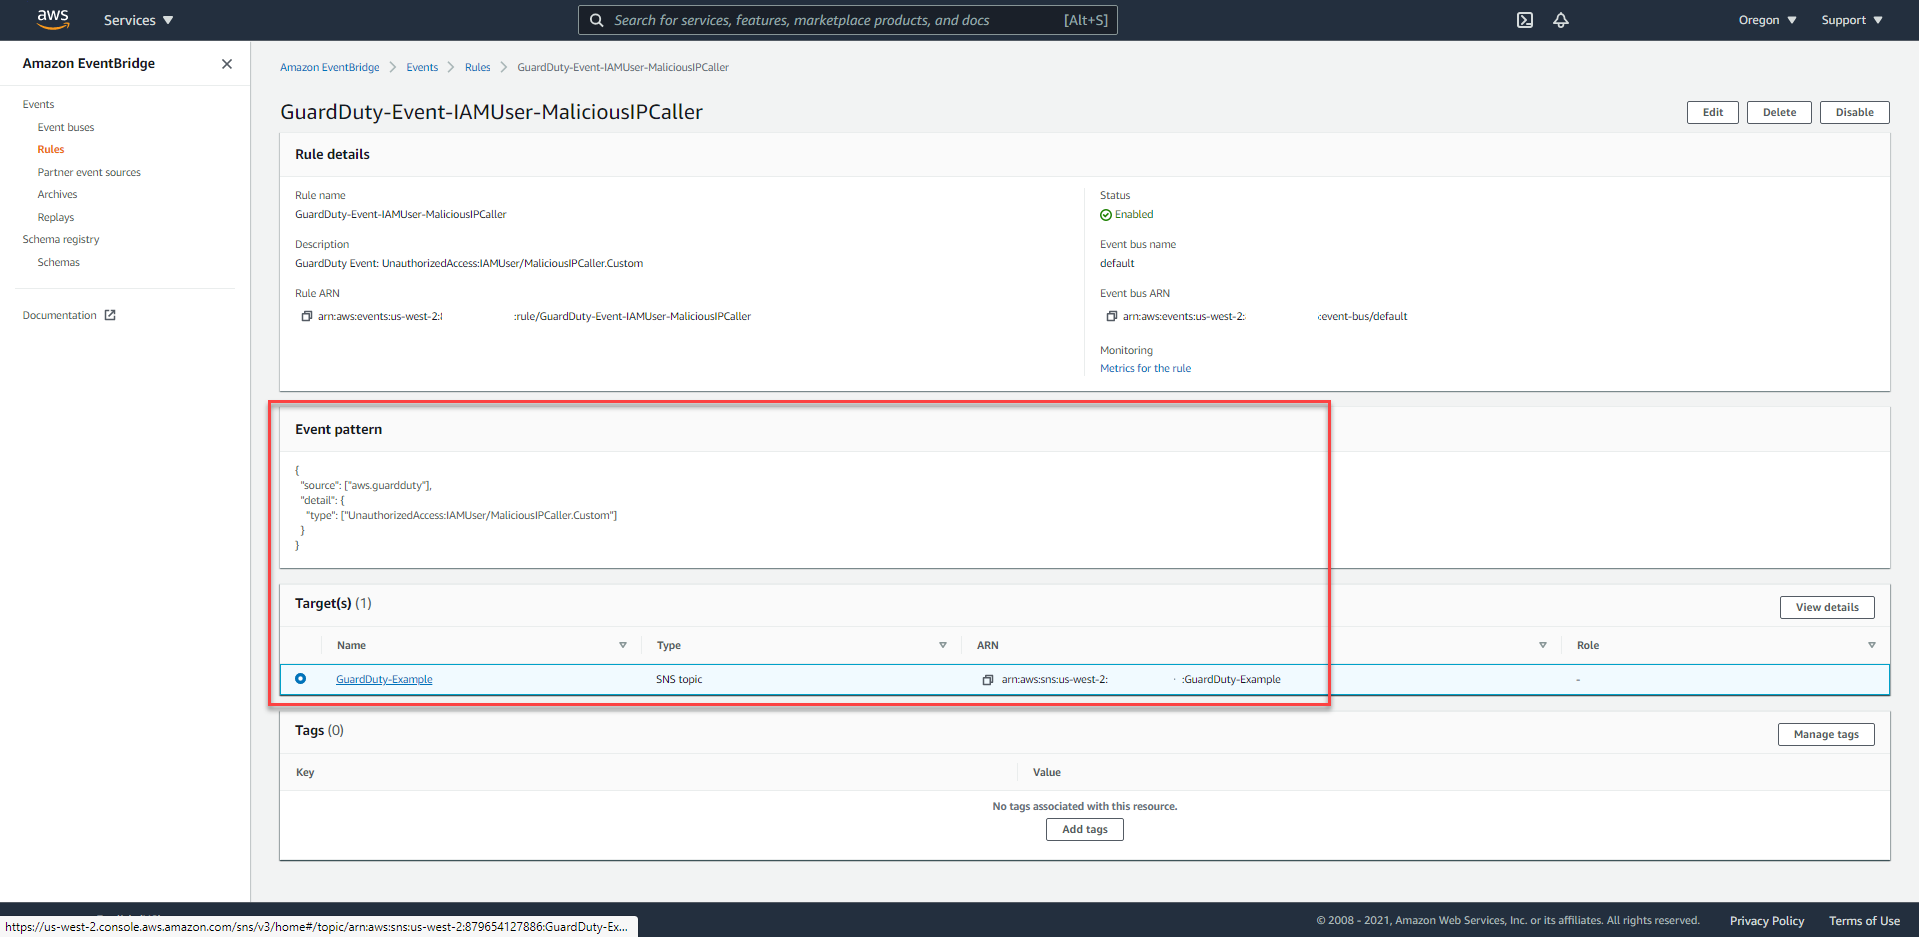 aws
Services
Search for services, features, marketplace products, and docs
[Alt+S]
Oregon
Support
Amazon EventBridge
Events
Event buses
Rules
Partner event sources
Archives
Replays
Schema registry
Schemas
Documentation
Amazon EventBridge
Events
Rules
GuardDuty-Event-IAMUser-MaliciousIPCaller
GuardDuty-Event-IAMUser-MaliciousIPCaller
Edit
Delete
Disable
Rule details
Rule name
GuardDuty-Event-IAMUser-MaliciousIPCaller
Description
GuardDuty Event: UnauthorizedAccess:IAMUser/MaliciousIPCaller.Custom
Rule ARN
arn:aws:events:us-west-2: :rule/GuardDuty-Event-IAMUser-MaliciousIPCaller
Status
Enabled
Event bus name
default
Event bus ARN
arn:aws:events:us-west-2: :event-bus/default
Monitoring
Metrics for the rule
Event pattern
{
"source": ["aws.guardduty"],
"detail": {
"type": ["UnauthorizedAccess:IAMUser/MaliciousIPCaller.Custom"]
}
}
Target(s) (1)
View details
Name
Type
ARN
Role
GuardDuty-Example
SNS topic
arn:aws:sns:us-west-2: :GuardDuty-Example
-
Tags (0)
Manage tags
Key
Value
No tags associated with this resource.
Add tags
© 2008 - 2021, Amazon Web Services, Inc. or its affiliates. All rights reserved.
Privacy Policy
Terms of Use
https://us-west-2.console.aws.amazon.com/sns/v3/home#/topic/arn:aws:sns:us-west-2:879654127886:GuardDuty-Ex...